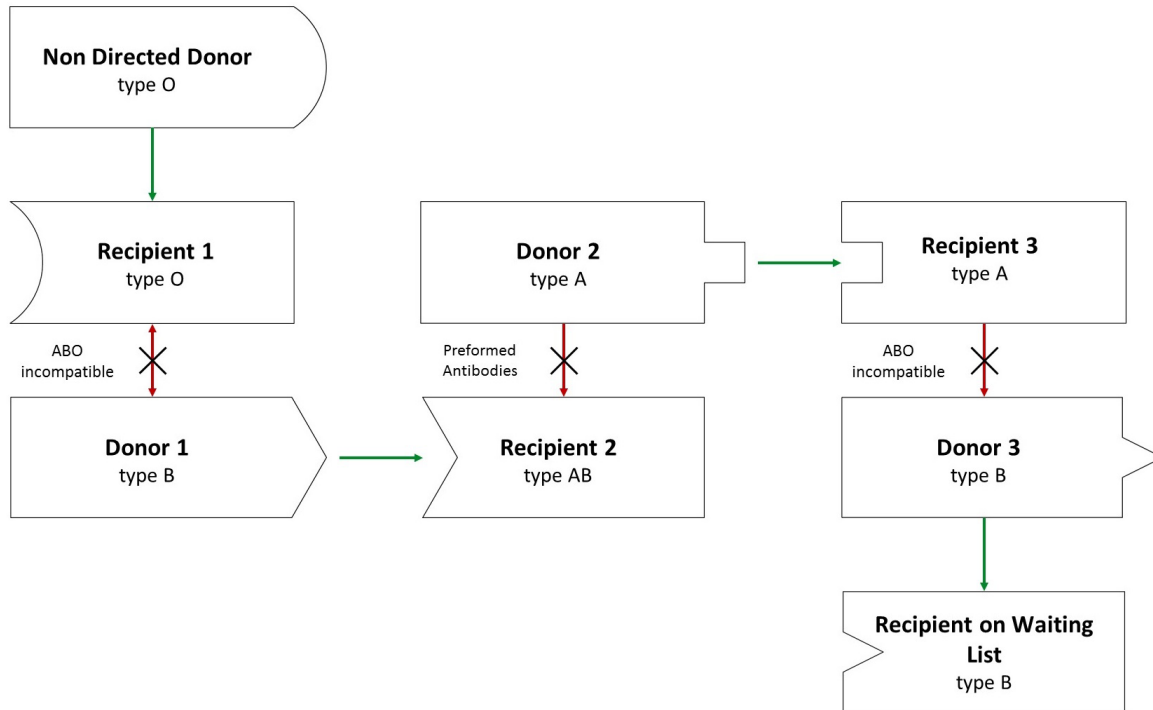 Non Directed Donor
type O
Recipient 1
type O
Donor 2
type A
Recipient 3
type A
ABO
incompatible
Preformed
Antibodies
ABO
incompatible
Donor 1
type B
Recipient 2
type AB
Donor 3
type B
Recipient on Waiting
List
type B